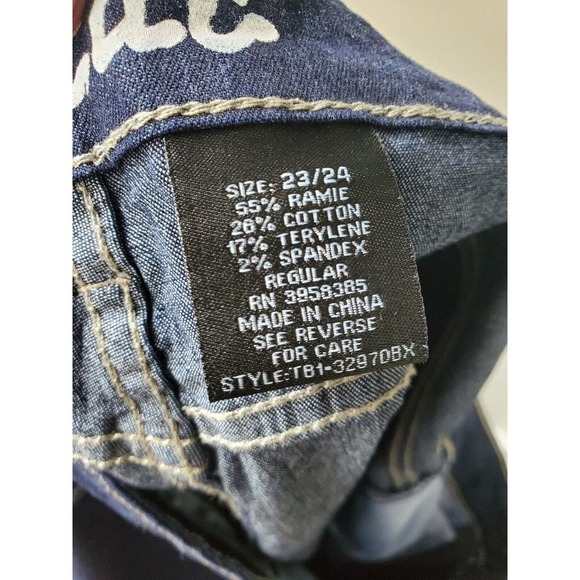 SIZE: 23/24
55% RAMIE
26% COTTON
17% TERYLENE
2% SPANDEX
REGULAR
RN 3958385
MADE IN CHINA
SEE REVERSE
FOR CARE
STYLE:TB1-3297DBX